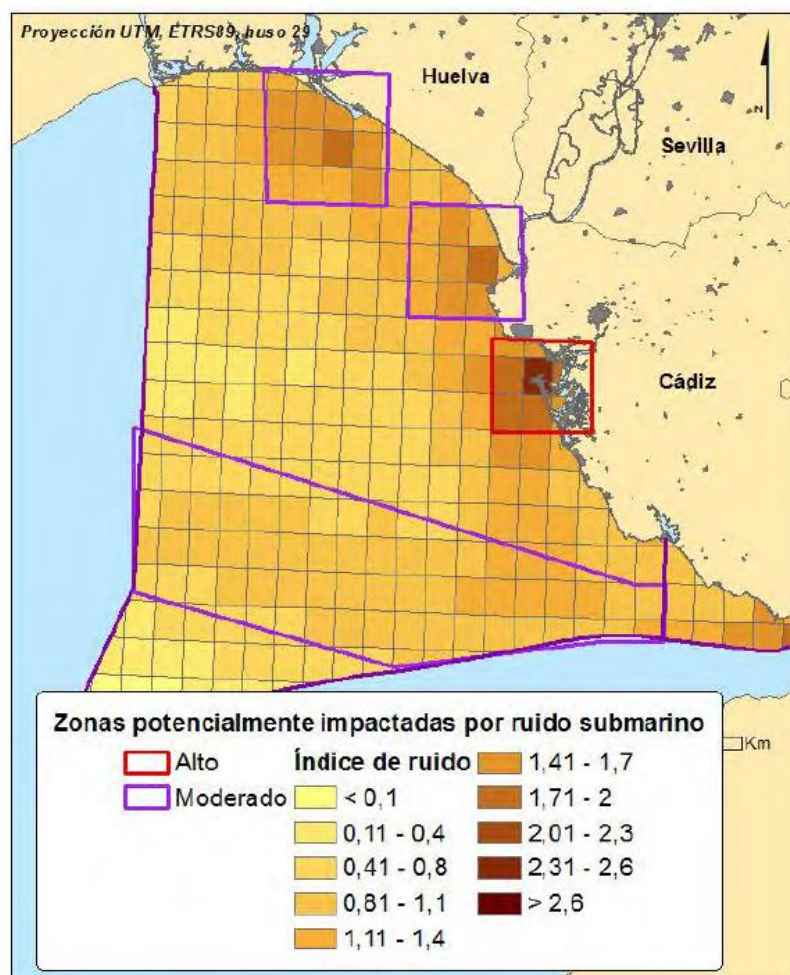 Proyección UTM, ETRS89, huso 29
Huelva
N
Sevilla
Cádiz
Km
Zonas potencialmente impactadas por ruido submarino
Alto
Moderado
Índice de ruido
< 0,1
0,11 - 0,4
0,41 - 0,8
0,81 - 1,1
1,11 - 1,4
1,41 - 1,7
1,71 - 2
2,01 - 2,3
2,31 - 2,6
> 2,6